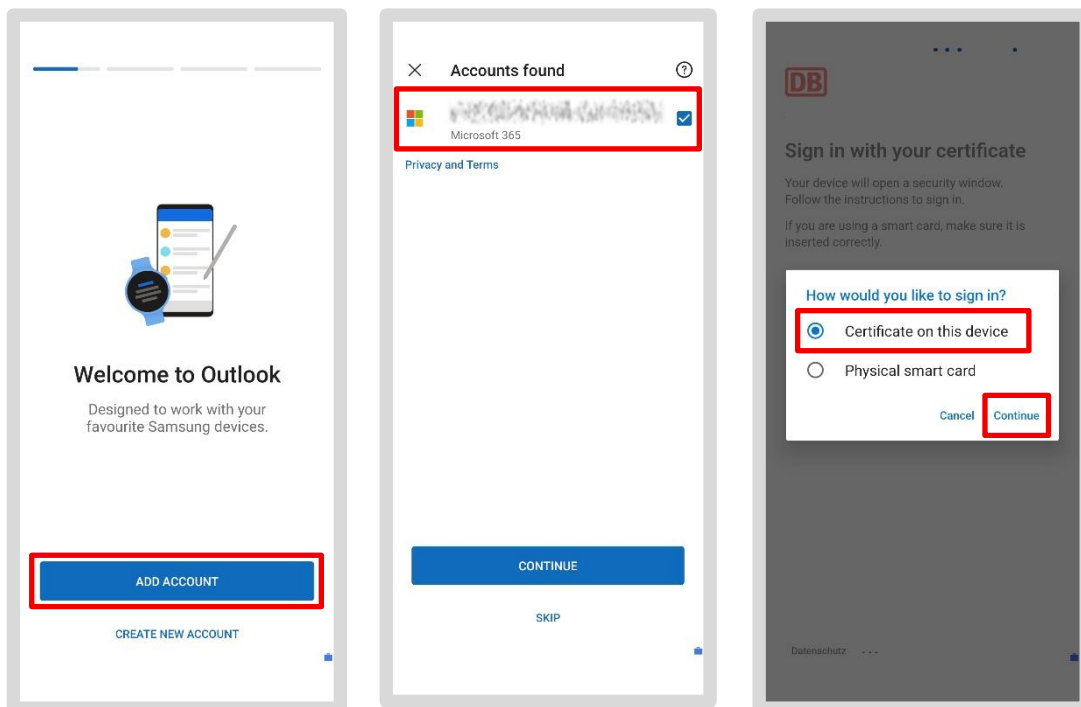 Welcome to Outlook
Designed to work with your
favourite Samsung devices.
ADD ACCOUNT
CREATE NEW ACCOUNT
Accounts found
Microsoft 365
Privacy and Terms
CONTINUE
SKIP
DB
Sign in with your certificate
Your device will open a security window.
Follow the instructions to sign in.
If you are using a smart card, make sure it is
inserted correctly.
How would you like to sign in?
Certificate on this device
Physical smart card
Cancel Continue
Datenschutz ...